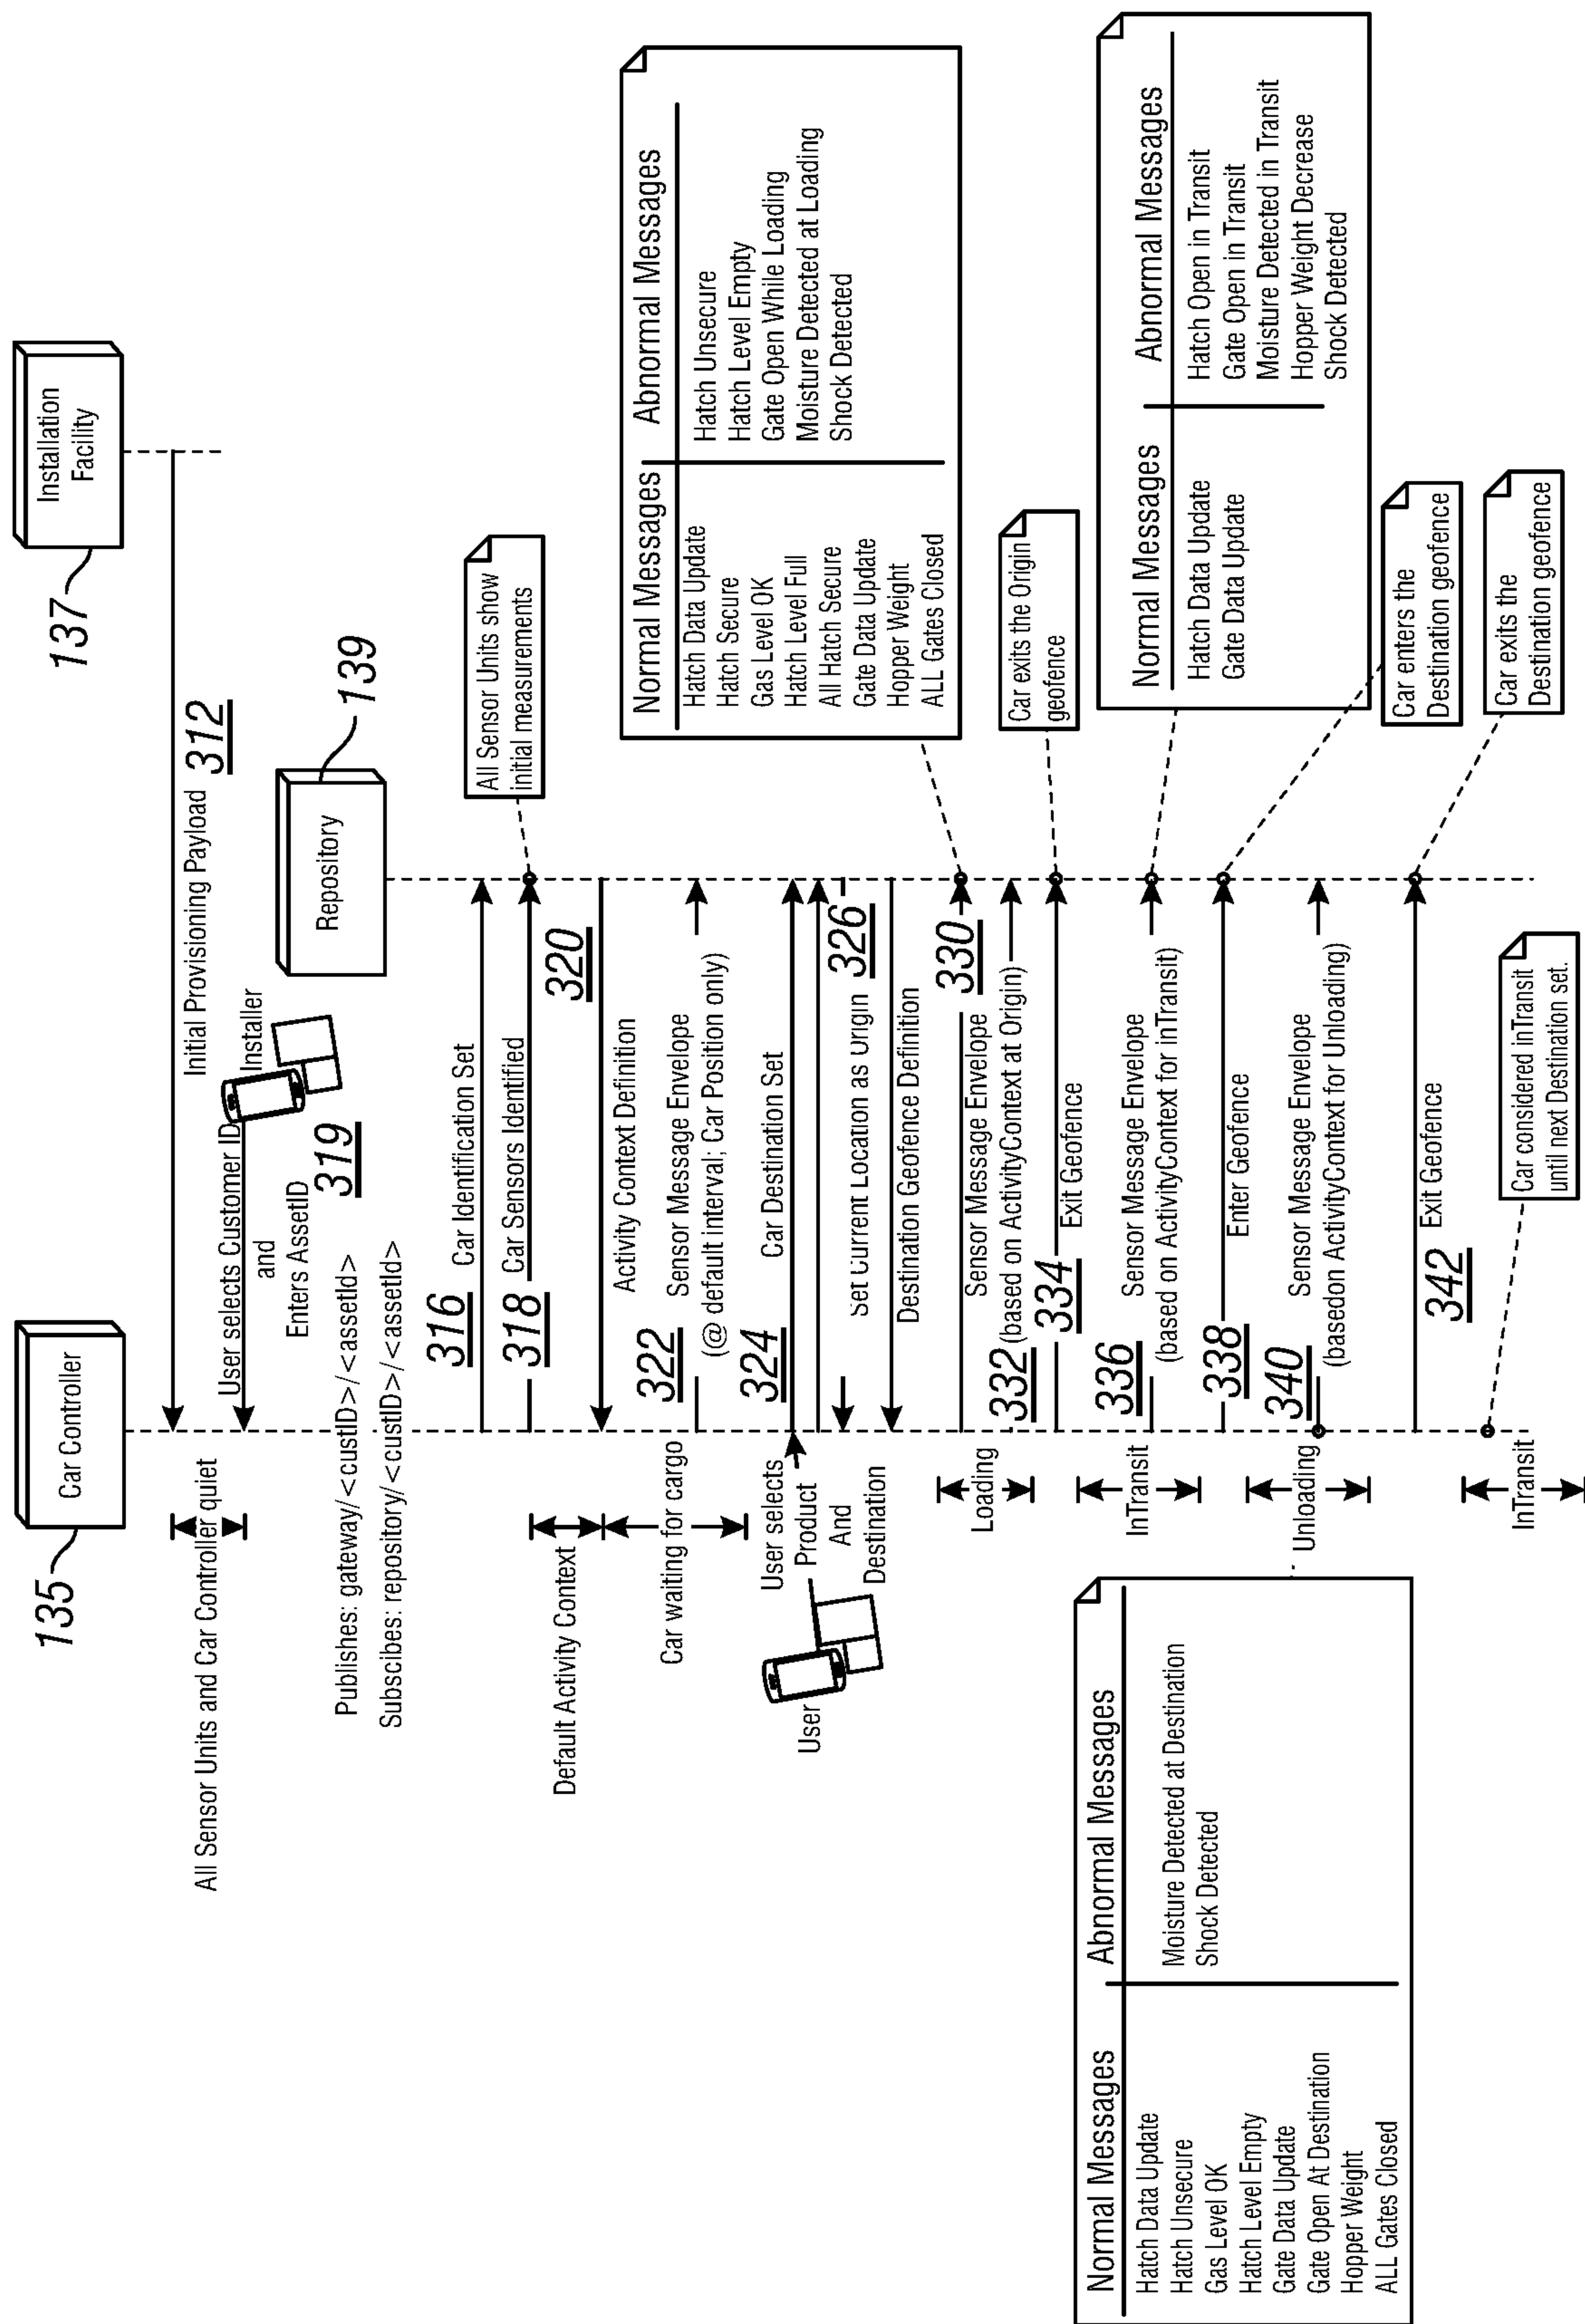 135
Car Controller
137
Installation
Facility
Initial Provisioning Payload
312
All Sensor Units and Car Controller quiet
User selects Customer ID
and
Enters AssetID
Installer
319
139
Repository
Publishes: gateway/<custID>/<assetId>
Subscibes: repository/<custID>/<assetId>
316
Car Identification Set
318
Car Sensors Identified
All Sensor Units show
initial measurements
320
Default Activity Context
Activity Context Definition
Car waiting for cargo
322
Sensor Message Envelope
(@ default interval; Car Position only)
User
User selects
Product
And
Destination
324
Car Destination Set
Set Current Location as Origin
326
Destination Geofence Definition
Normal Messages
Abnormal Messages
Hatch Data Update
Hatch Secure
Gas Level OK
Hatch Level Full
All Hatch Secure
Gate Data Update
Hopper Weight
ALL Gates Closed
Hatch Unsecure
Hatch Level Empty
Gate Open While Loading
Moisture Detected at Loading
Shock Detected
Loading
330
Sensor Message Envelope
332
(based on ActivityContext at Origin)
334
Exit Geofence
Car exits the Origin
geofence
InTransit
336
Sensor Message Envelope
(based on ActivityContext for inTransit)
Normal Messages
Abnormal Messages
Hatch Data Update
Gate Data Update
Hatch Open in Transit
Gate Open in Transit
Moisture Detected in Transit
Hopper Weight Decrease
Shock Detected
338
Enter Geofence
Car enters the
Destination geofence
Unloading
340
Sensor Message Envelope
(basedon ActivityContext for Unloading)
Normal Messages
Abnormal Messages
Hatch Data Update
Hatch Unsecure
Gas Level OK
Hatch Level Empty
Gate Data Update
Gate Open At Destination
Hopper Weight
ALL Gates Closed
Moisture Detected at Destination
Shock Detected
342
Exit Geofence
Car exits the
Destination geofence
InTransit
Car considered inTransit
untill next Destination set.